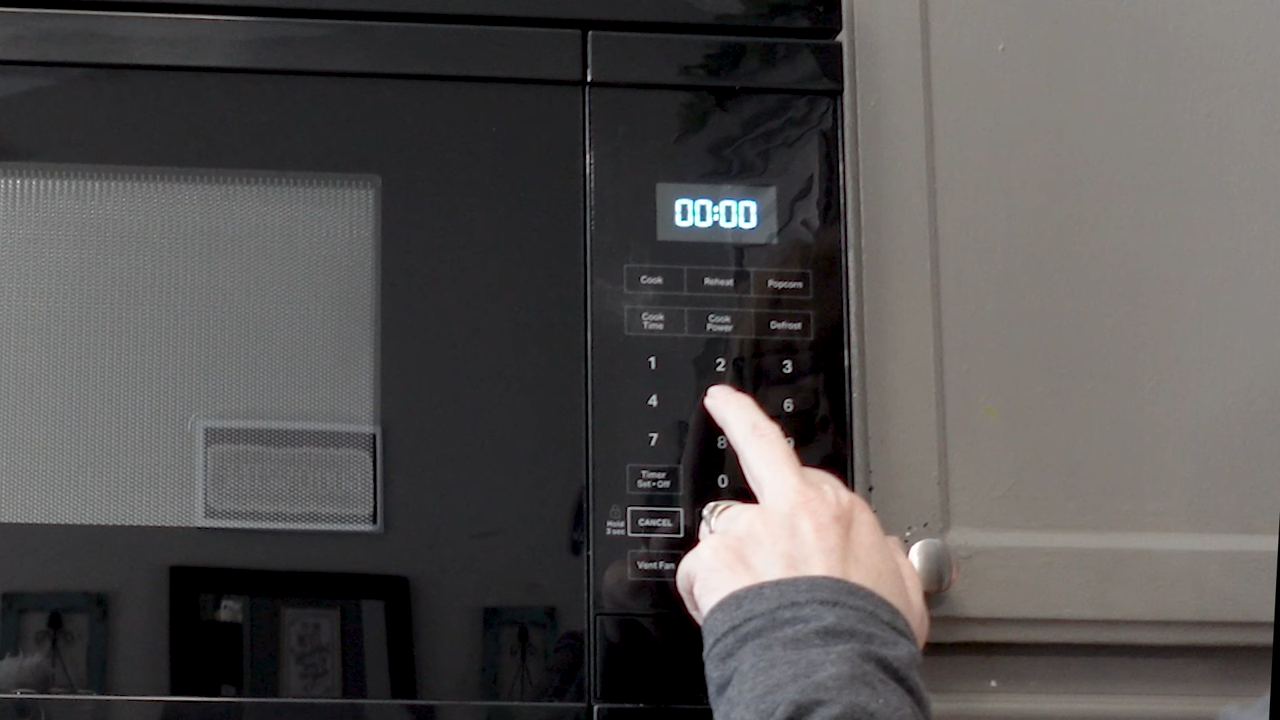 00:00
Cook Reheat Popcorn
Cook Time Cook Power Defrost
1 2 3
4 6
7 8 9
Timer Set•Off 0
Hold 3 sec CANCEL
Vent Fan